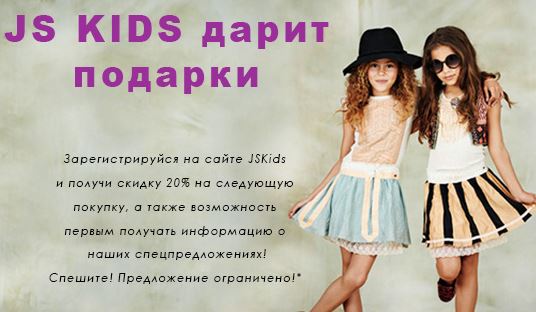 JS KIDS дарит
подарки
Зарегистрируйся на сайте JSKids
и получи скидку 20% на следующую
покупку, а также возможность
первым получать информацию о
наших спецпредложениях!
Спешите! Предложение ограничено!*